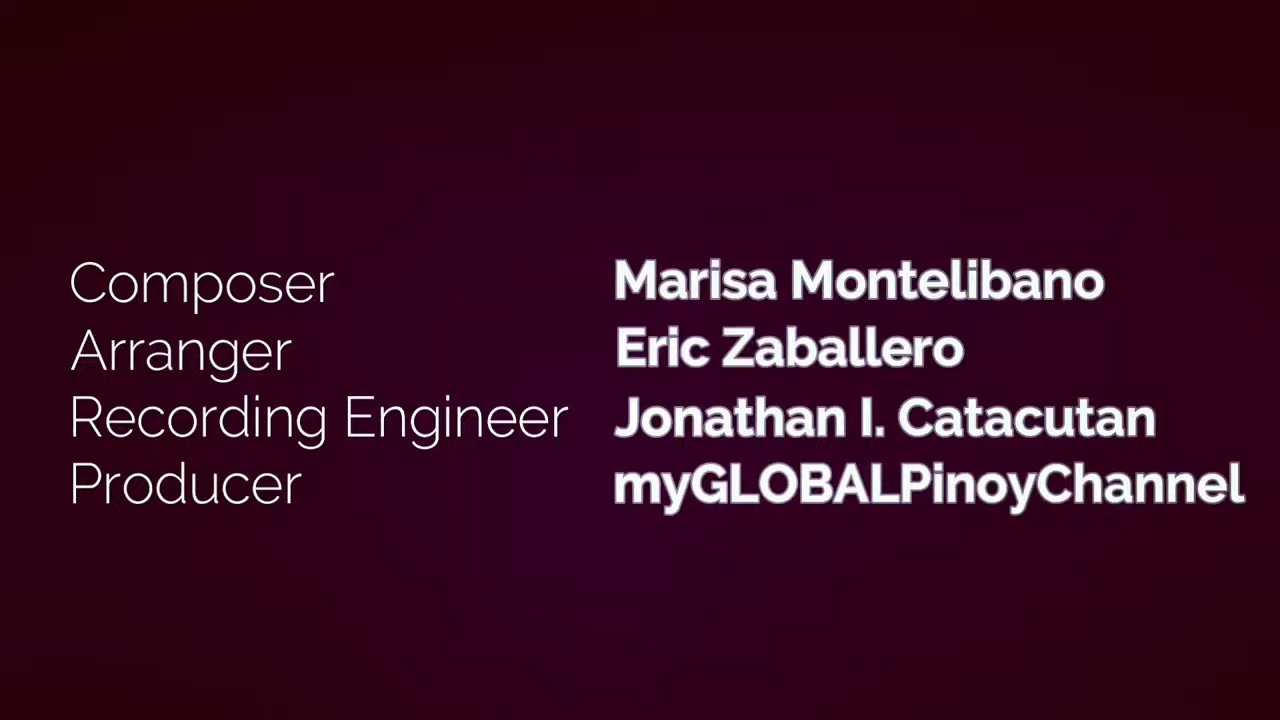 Composer Marisa Montelibano
Arranger Eric Zaballero
Recording Engineer Jonathan I. Catacutan
Producer myGLOBALPinoyChannel